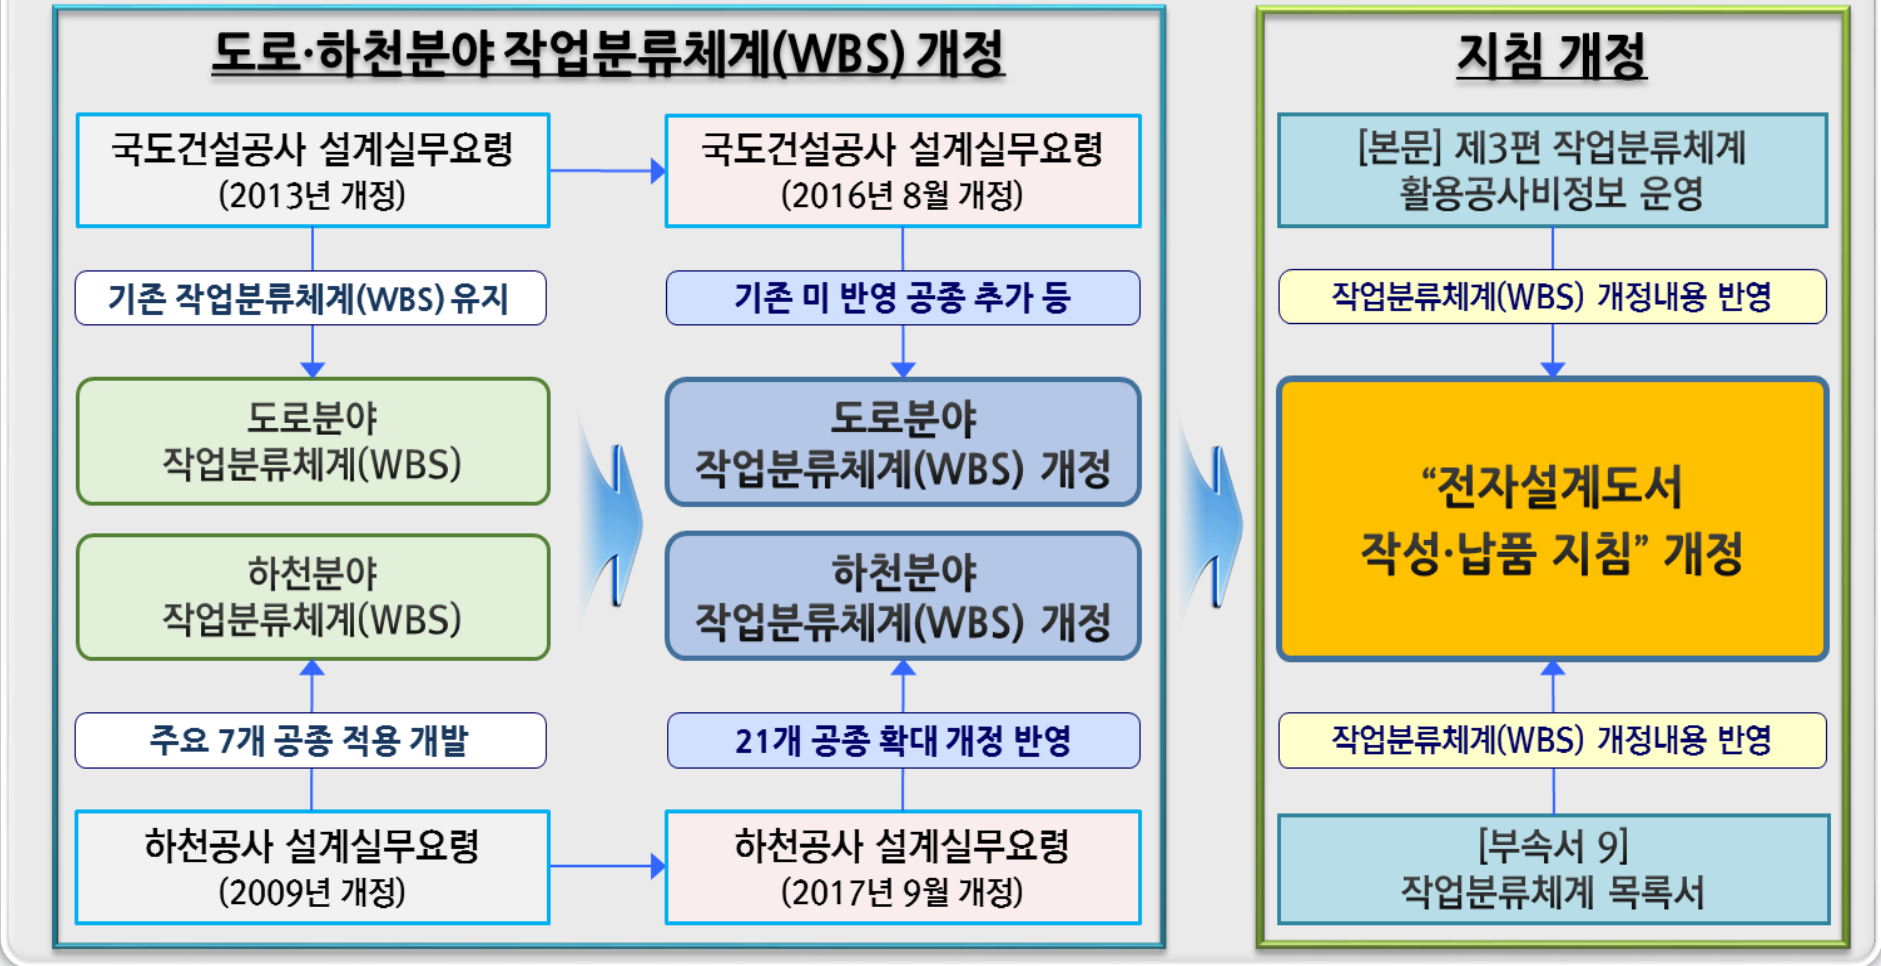 도로·하천분야 작업분류체계(WBS) 개정
국도건설공사 설계실무요령
(2013년 개정)
국도건설공사 설계실무요령
(2016년 8월 개정)
기존 작업분류체계(WBS) 유지
기존 미 반영 공종 추가 등
도로분야
작업분류체계(WBS)
도로분야
작업분류체계(WBS) 개정
하천분야
작업분류체계(WBS)
하천분야
작업분류체계(WBS) 개정
주요 7개 공종 적용 개발
21개 공종 확대 개정 반영
하천공사 설계실무요령
(2009년 개정)
하천공사 설계실무요령
(2017년 9월 개정)
지침 개정
[본문] 제3편 작업분류체계
활용공사비정보 운영
작업분류체계(WBS) 개정내용 반영
“전자설계도서
작성·납품 지침” 개정
작업분류체계(WBS) 개정내용 반영
[부속서 9]
작업분류체계 목록서